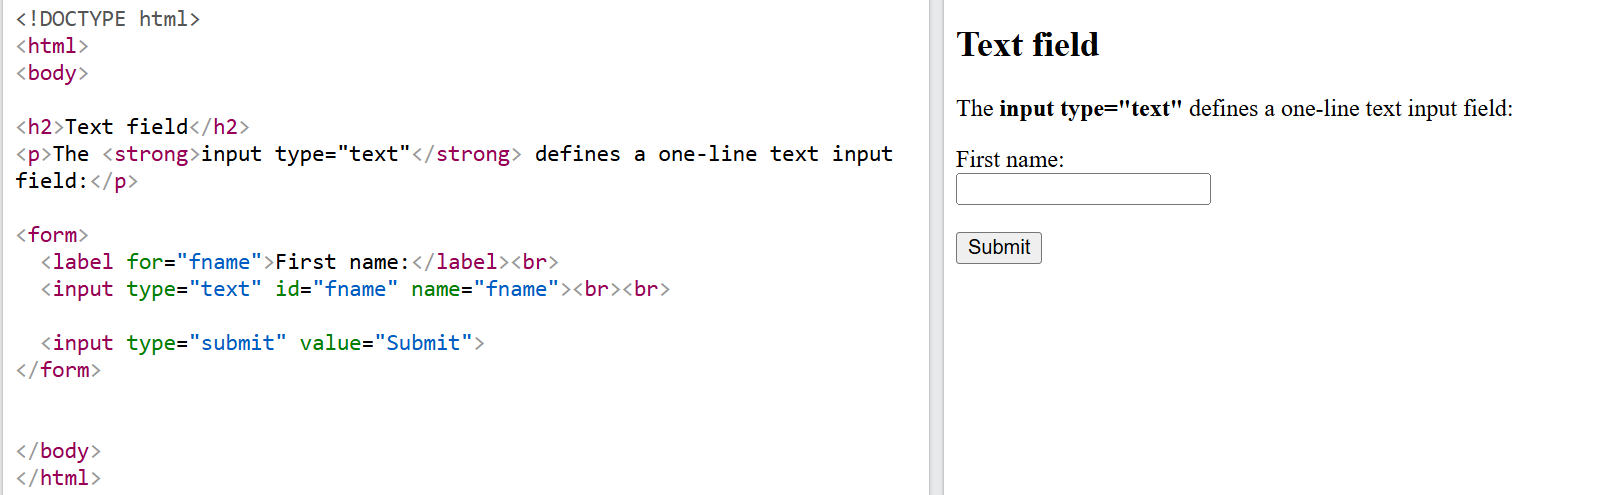 <!DOCTYPE html>
<html>
<body>
<h2>Text field</h2>
<p>The <strong>input type="text"</strong> defines a one-line text input
field:</p>
<form>
  <label for="fname">First name:</label><br>
  <input type="text" id="fname" name="fname"><br><br>
  <input type="submit" value="Submit">
</form>
</body>
</html>
Text field
The input type="text" defines a one-line text input field:
First name:
Submit